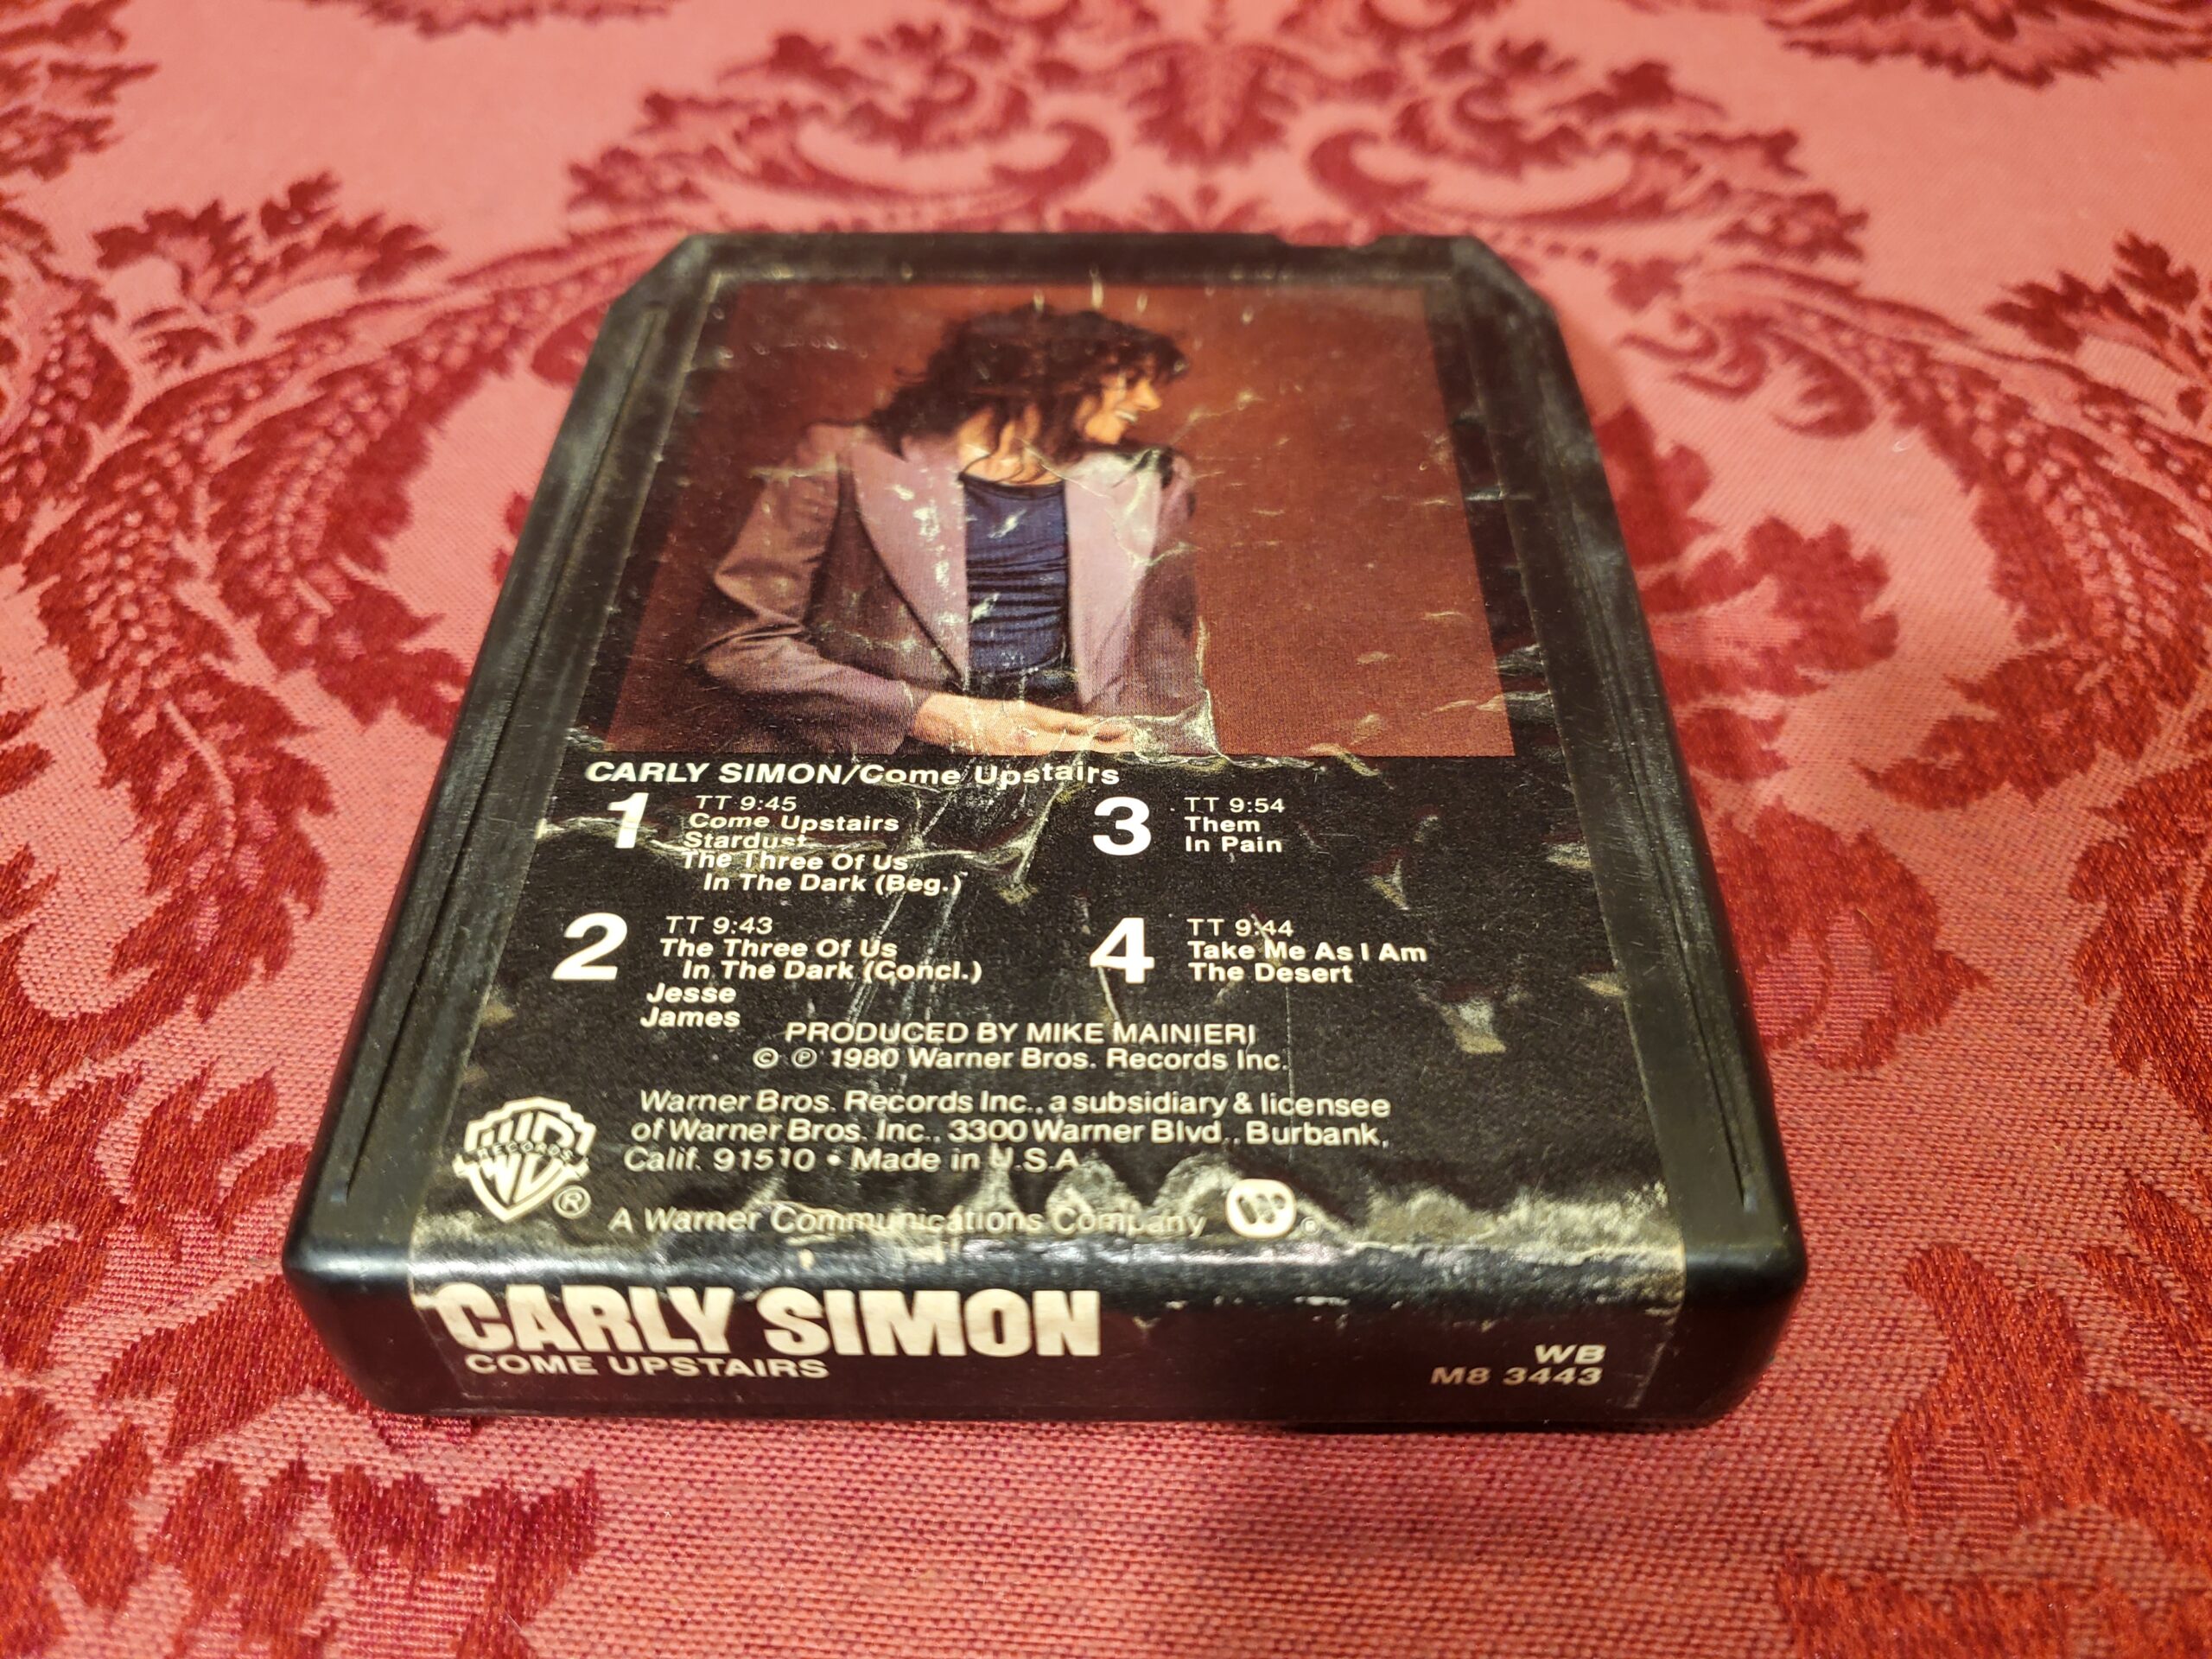 CARLY SIMON/Come Upstairs
1 TT 9:45
Come Upstairs
Stardust
The Three Of Us
In The Dark (Beg.)
2 TT 9:43
The Three Of Us
In The Dark (Concl.)
Jesse
James
3 TT 9:54
Them
In Pain
4 TT 9:44
Take Me As I Am
The Desert
PRODUCED BY MIKE MAINIERI
© ℗ 1980 Warner Bros. Records Inc.
Warner Bros. Records Inc., a subsidiary & licensee
of Warner Bros. Inc., 3300 Warner Blvd., Burbank,
Calif. 91510 • Made in U.S.A.
WB
RECORDS
®
A Warner Communications Company
W ®
CARLY SIMON
COME UPSTAIRS
WB
M8 3443